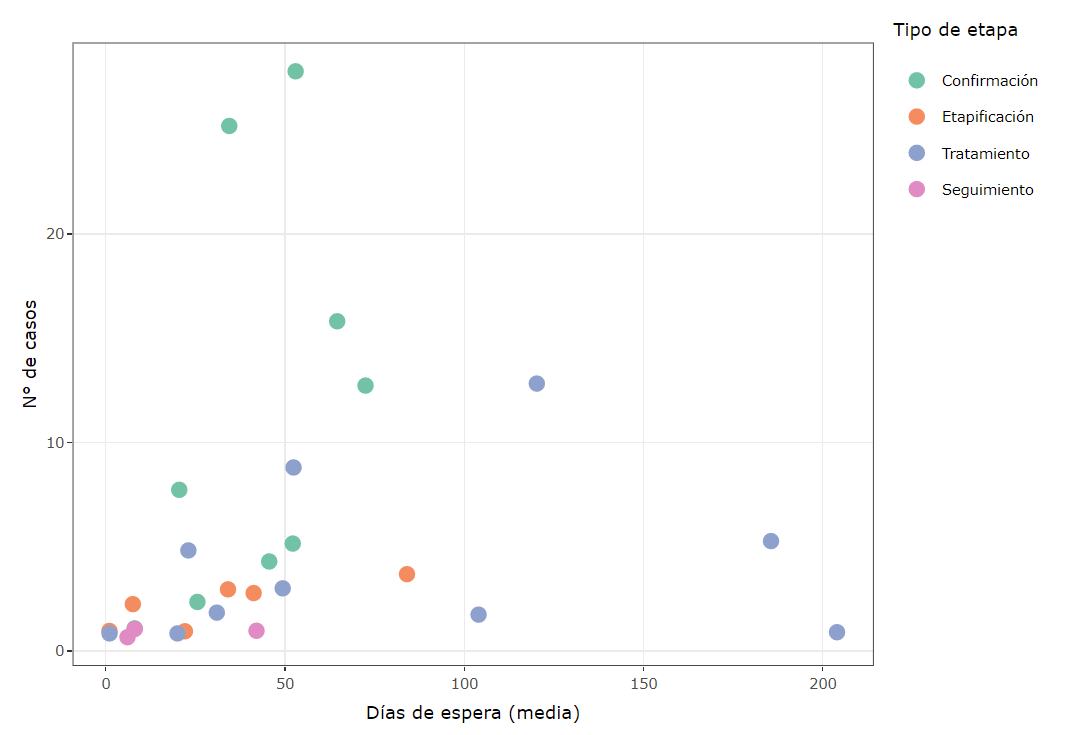 Tipo de etapa
Confirmación
Etapificación
Tratamiento
Seguimiento
N° de casos
20
10
0
0 50 100 150 200
Días de espera (media)